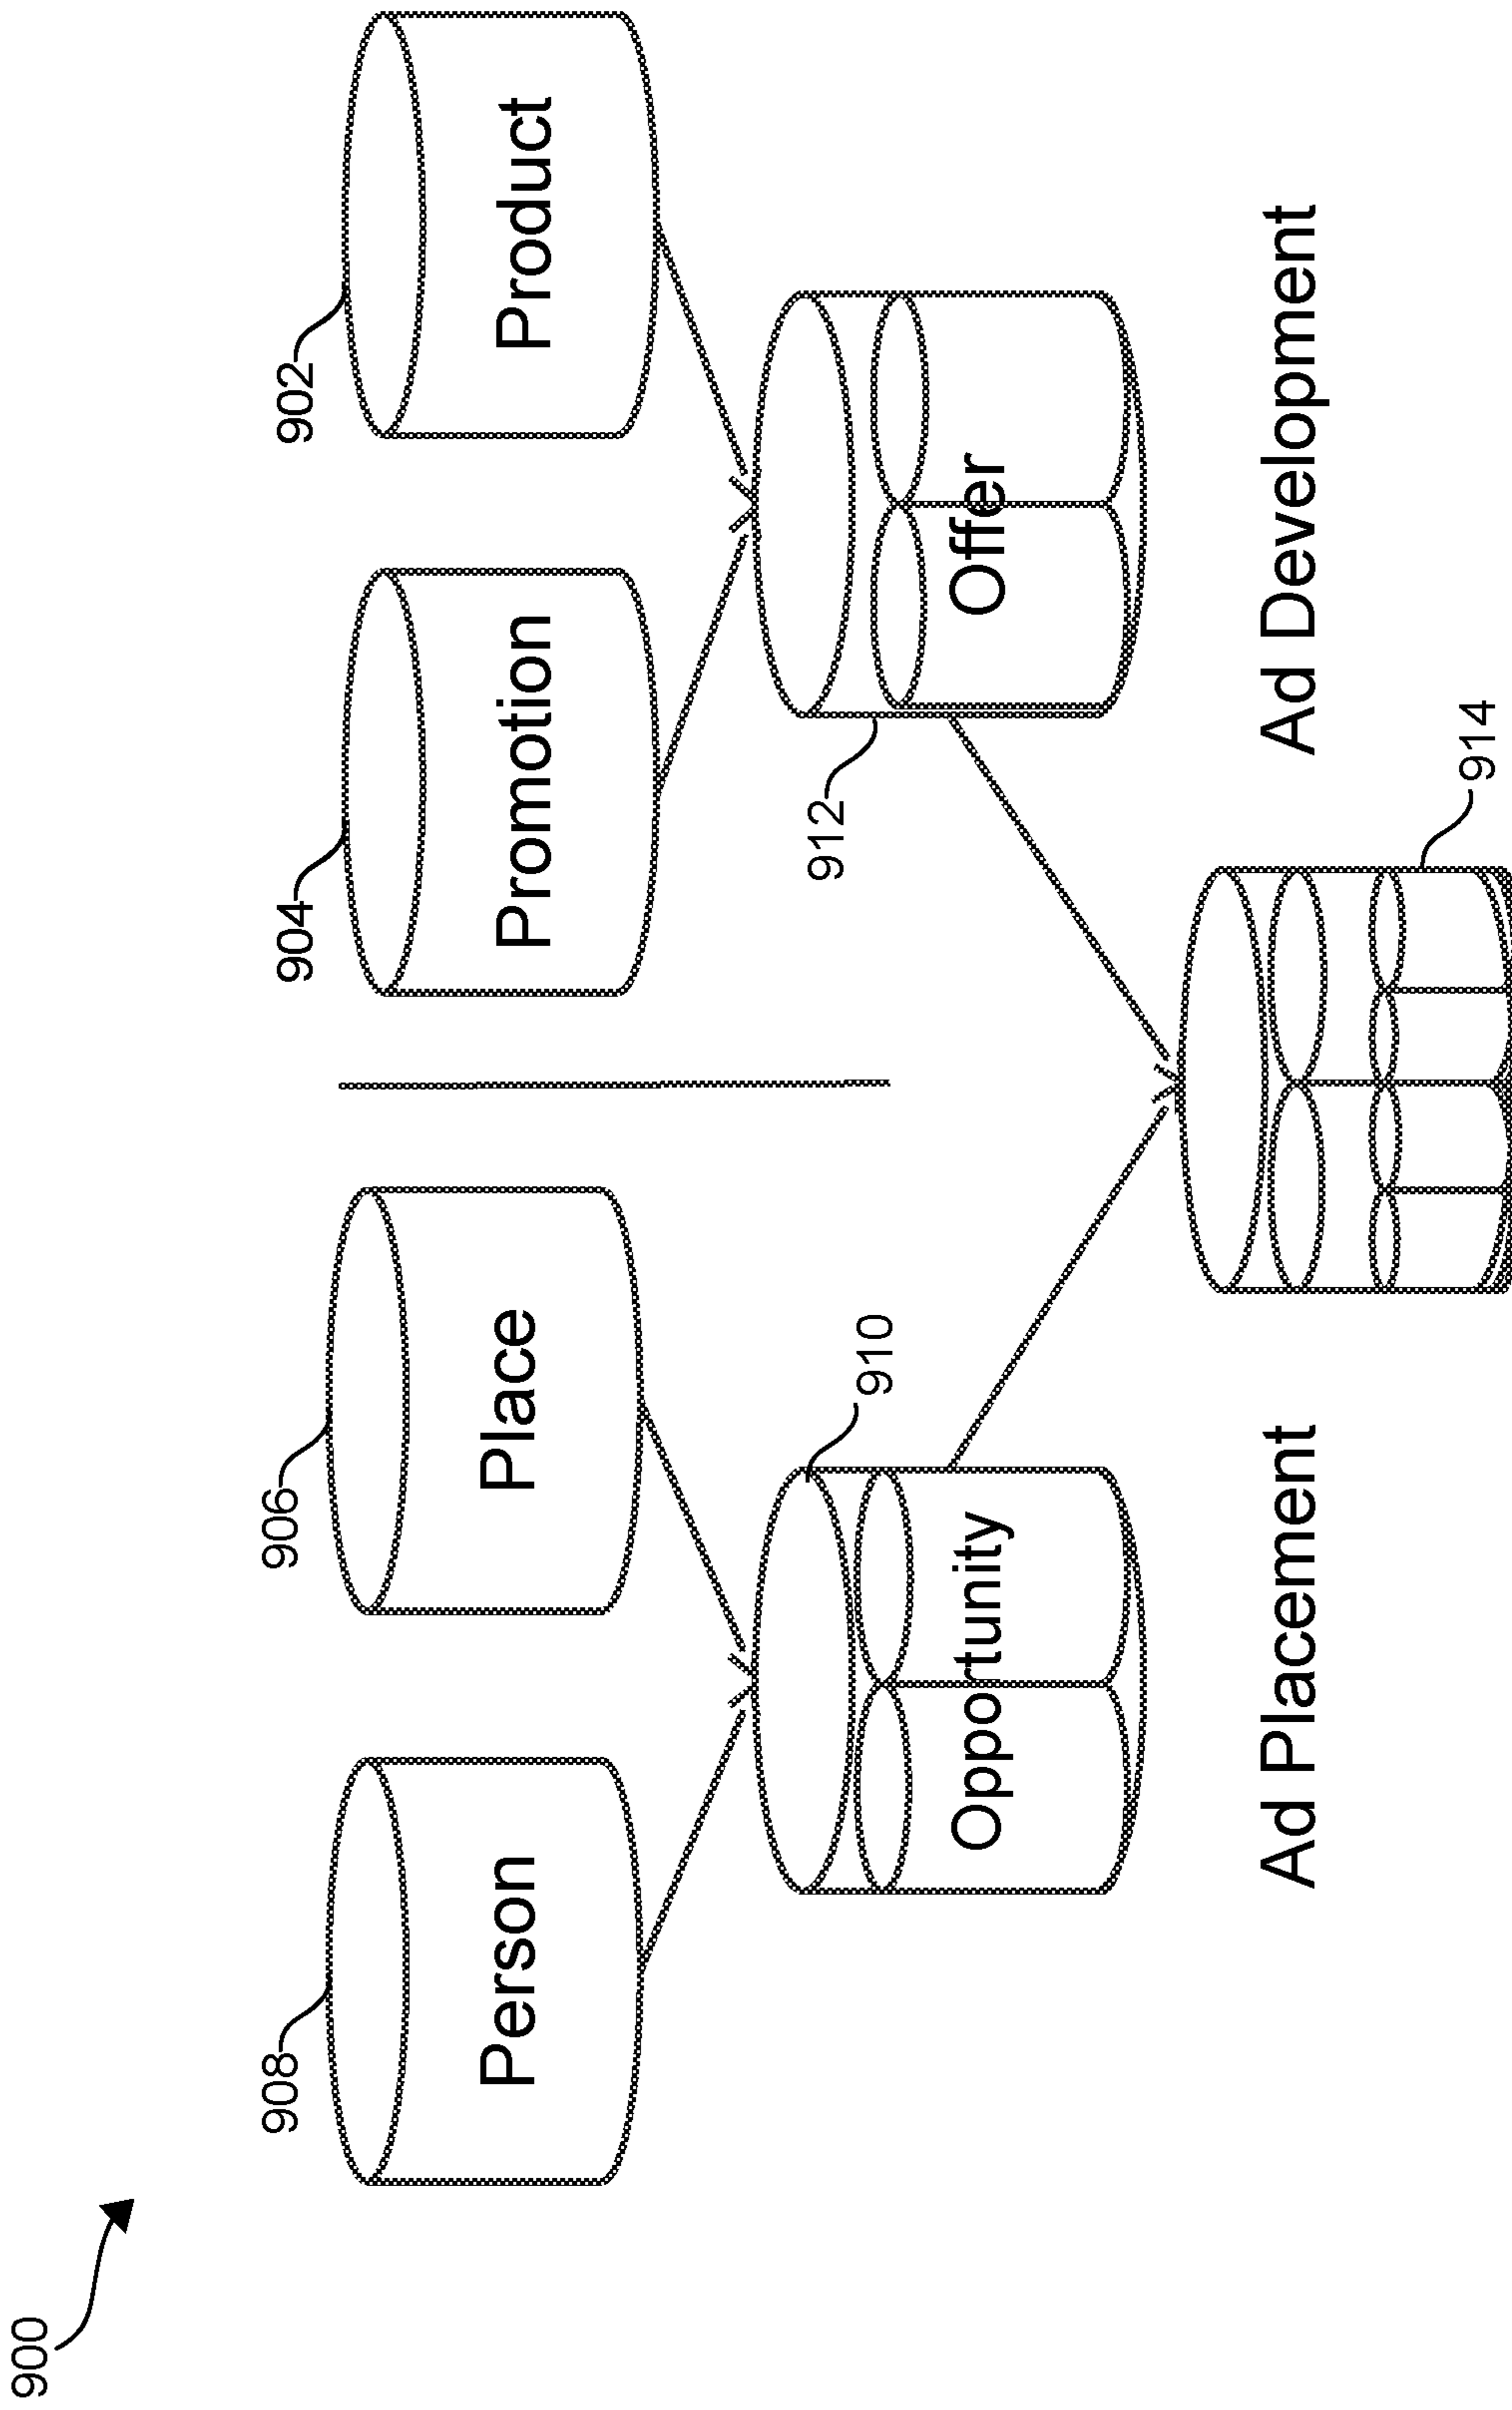 900
908
906
904
902
Person
Place
Promotion
Product
910
912
Opportunity
Offer
Ad Placement
Ad Development
914